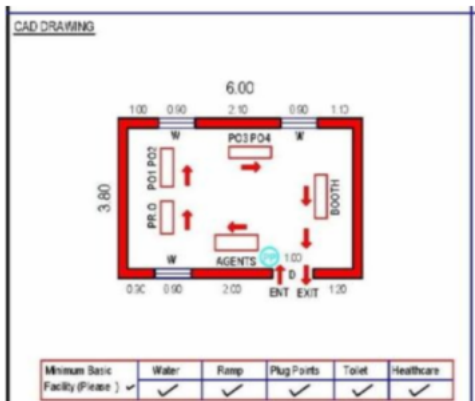 CAD DRAWING
6.00
1.00 0.90 2.10 0.90 1.10
W W
PO3 PO4
PO1 PO2
3.80
BOOTH
PR.O
W AGENTS 1.00
D
0.90 0.90 2.00 ENT EXIT 1.20
Minimum Basic Water Ramp Plug Points Toilet Healthcare
Facility (Please ) ✓ ✓ ✓ ✓ ✓ ✓